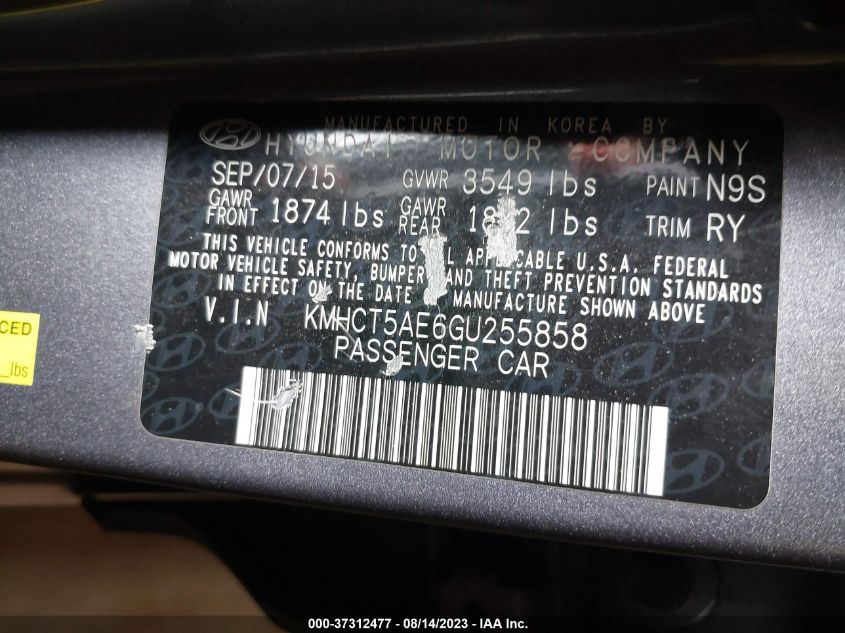 MANUFACTURED IN KOREA BY
HYUNDAI MOTOR COMPANY
SEP/07/15 GVWR 3549 lbs PAINT N9S
GAWR FRONT 1874 lbs GAWR REAR lbs TRIM RY
THIS VEHICLE CONFORMS TO APPLICABLE U.S.A. FEDERAL
MOTOR VEHICLE SAFETY, BUMPER AND THEFT PREVENTION STANDARDS
IN EFFECT ON THE DATE MANUFACTURE SHOWN ABOVE
V.I.N KMHCT5AE6GU255858
PASSENGER CAR
CED
lbs
000-37312477 - 08/14/2023 - IAA Inc.